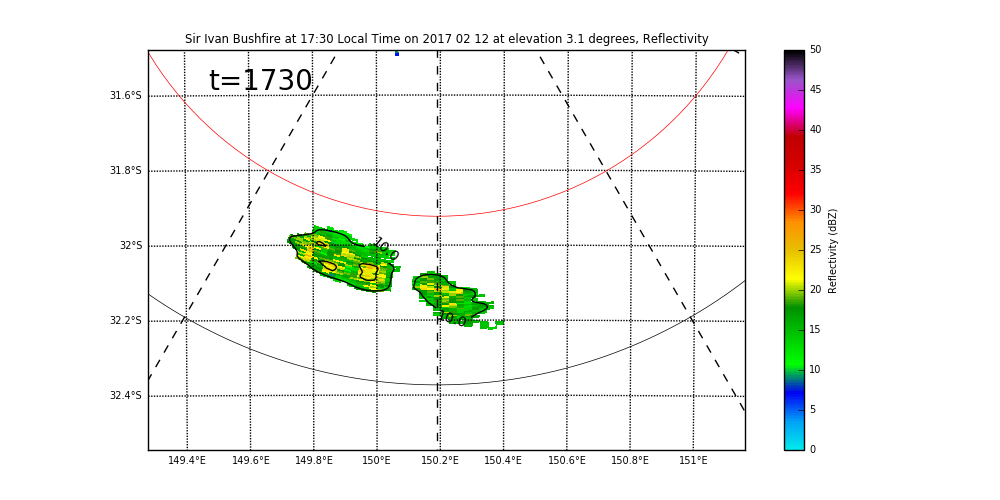 Sir Ivan Bushfire at 17:30 Local Time on 2017 02 12 at elevation 3.1 degrees, Reflectivity
t=1730
31.6°S
31.8°S
32°S
32.2°S
32.4°S
10.0
10.0
149.4°E 149.6°E 149.8°E 150°E 150.2°E 150.4°E 150.6°E 150.8°E 151°E
50
45
40
35
30
25
20
15
10
5
0
Reflectivity (dBZ)